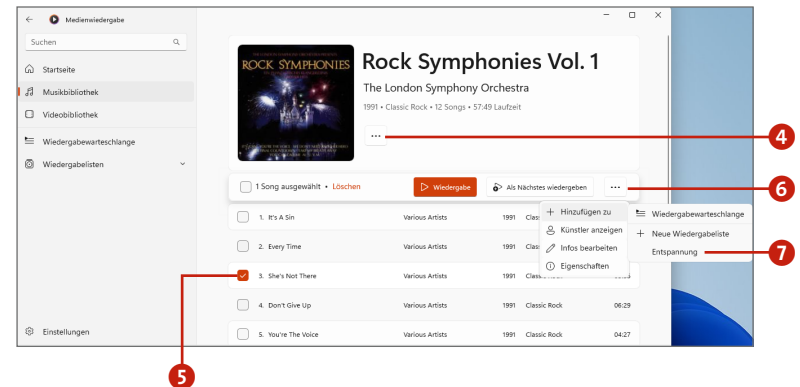 Medienwiedergabe
Suchen
Startseite
Musikbibliothek
Videobibliothek
Wiedergabewarteschlange
Wiedergabelisten
Einstellungen
ROCK SYMPHONIES
Rock Symphonies Vol. 1
The London Symphony Orchestra
1991 • Classic Rock • 12 Songs • 57:49 Laufzeit
4
1 Song ausgewählt • Löschen
Wiedergabe
Als Nächstes wiedergeben
6
1. It's A Sin Various Artists 1991 Clas
2. Every Time Various Artists 1991
3. She's Not There Various Artists 1991
4. Don't Give Up Various Artists 1991 Classic Rock 06:29
5. You're The Voice Various Artists 1991 Classic Rock 04:27
Hinzufügen zu
Künstler anzeigen
Infos bearbeiten
Eigenschaften
Wiedergabewarteschlange
Neue Wiedergabeliste
Entspannung
7
5